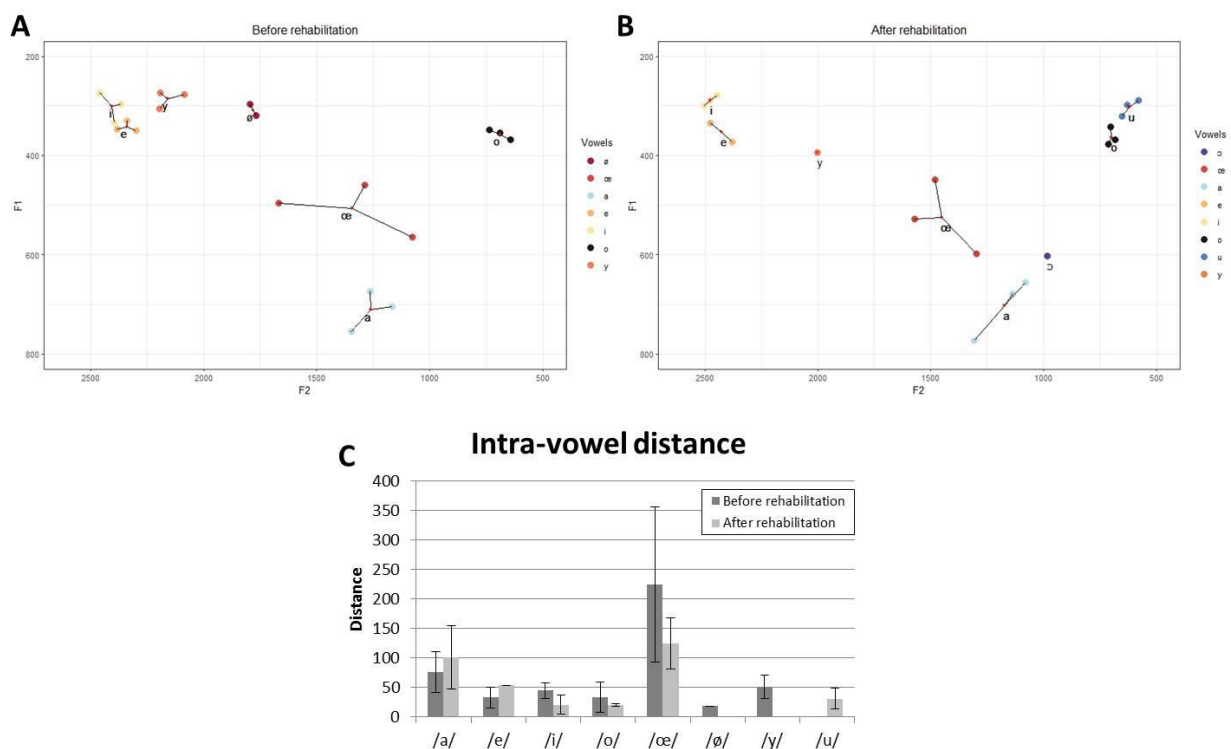 A
Before rehabilitation
200
400
600
800
F1
i
e
y
ø
o
œ
a
2500
2000
1500
1000
500
F2
Vowels
ø
œ
a
e
i
o
y
B
After rehabilitation
200
400
600
800
F1
i
e
y
u
o
œ
ɔ
a
2500
2000
1500
1000
500
F2
Vowels
ɔ
œ
a
e
i
o
u
y
C
Intra-vowel distance
Before rehabilitation
After rehabilitation
Distance
400
350
300
250
200
150
100
50
0
/a/ /e/ /i/ /o/ /œ/ /ø/ /y/ /u/